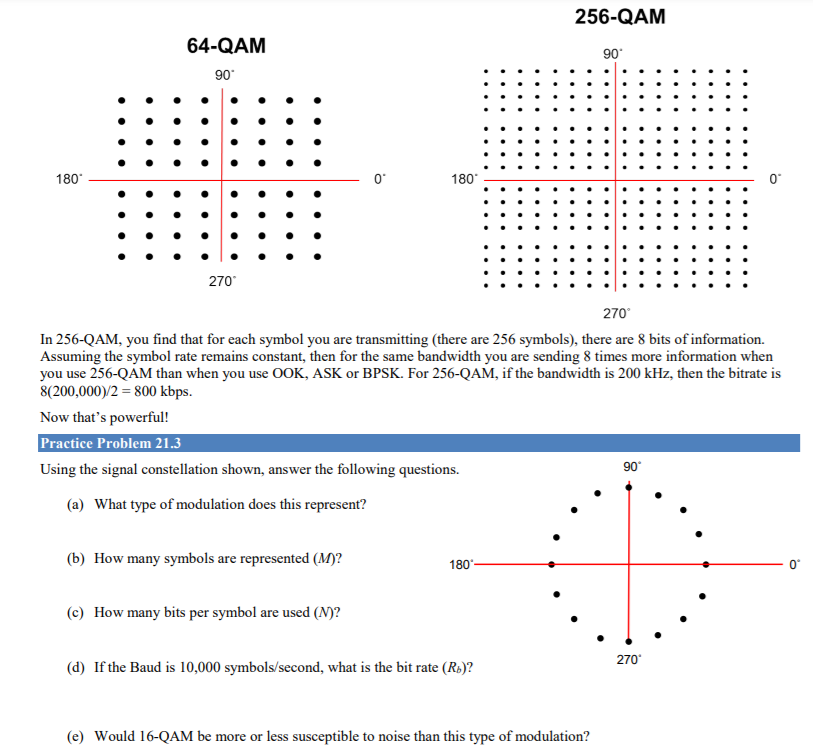 256-QAM
64-QAM
90°
90°
180°
0°
180°
0°
270°
270°
In 256-QAM, you find that for each symbol you are transmitting (there are 256 symbols), there are 8 bits of information.
Assuming the symbol rate remains constant, then for the same bandwidth you are sending 8 times more information when
you use 256-QAM than when you use OOK, ASK or BPSK. For 256-QAM, if the bandwidth is 200 kHz, then the bitrate is
8(200,000)/2 = 800 kbps.
Now that's powerful!
Practice Problem 21.3
Using the signal constellation shown, answer the following questions.
90°
(a) What type of modulation does this represent?
(b) How many symbols are represented (M)?
180°
0°
(c) How many bits per symbol are used (N)?
270°
(d) If the Baud is 10,000 symbols/second, what is the bit rate (Rb)?
(e) Would 16-QAM be more or less susceptible to noise than this type of modulation?